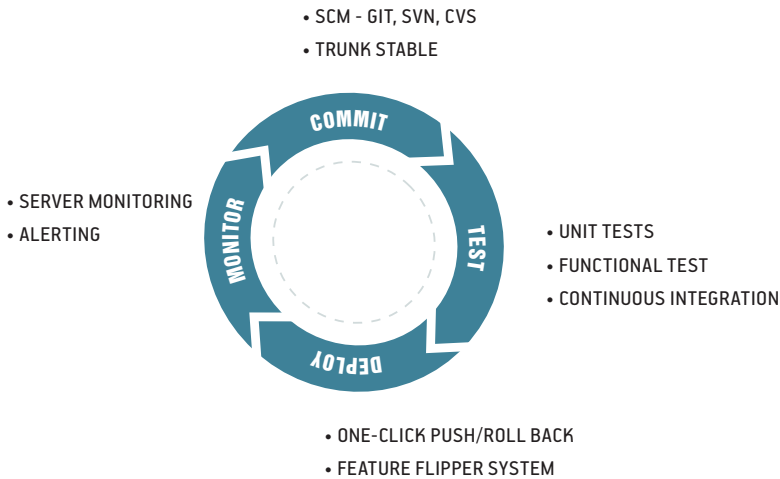 • SCM - GIT, SVN, CVS
• TRUNK STABLE
COMMIT
• SERVER MONITORING
• ALERTING
MONITOR
TEST
• UNIT TESTS
• FUNCTIONAL TEST
• CONTINUOUS INTEGRATION
DEPLOY
• ONE-CLICK PUSH/ROLL BACK
• FEATURE FLIPPER SYSTEM